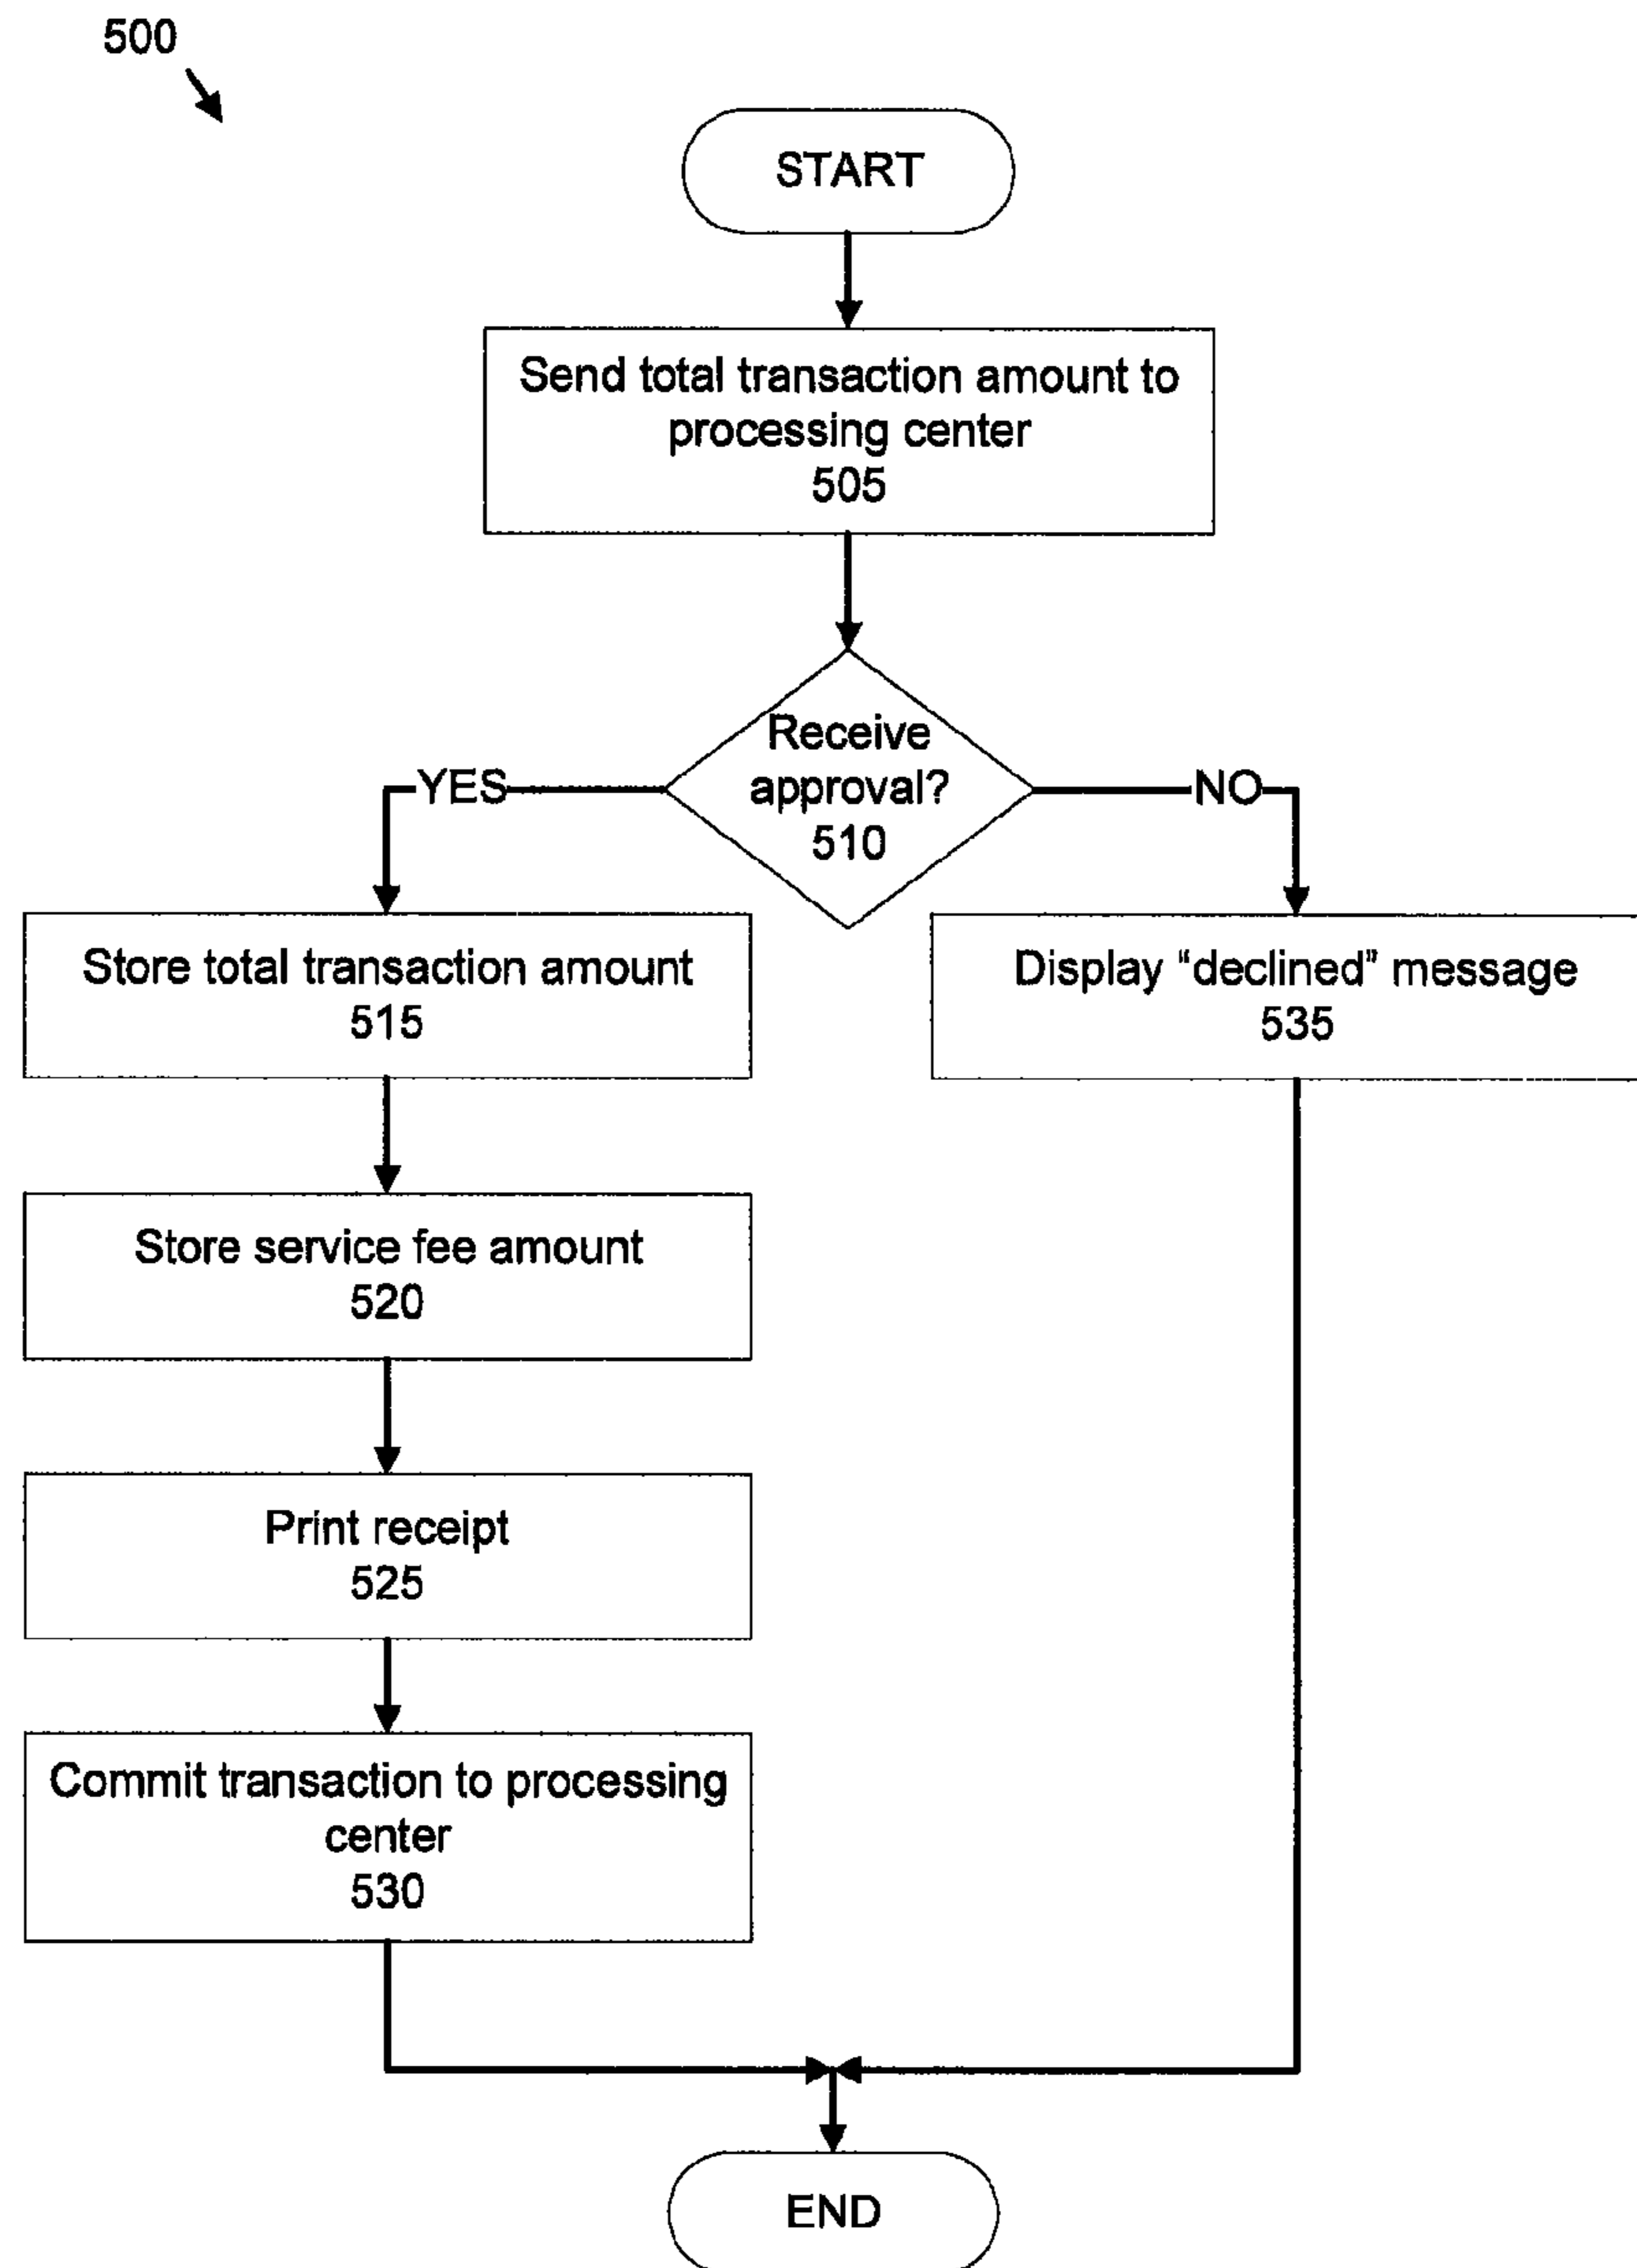 500
START
Send total transaction amount to
processing center
505
Receive
approval?
510
YES
NO
Store total transaction amount
515
Display “declined” message
535
Store service fee amount
520
Print receipt
525
Commit transaction to processing
center
530
END